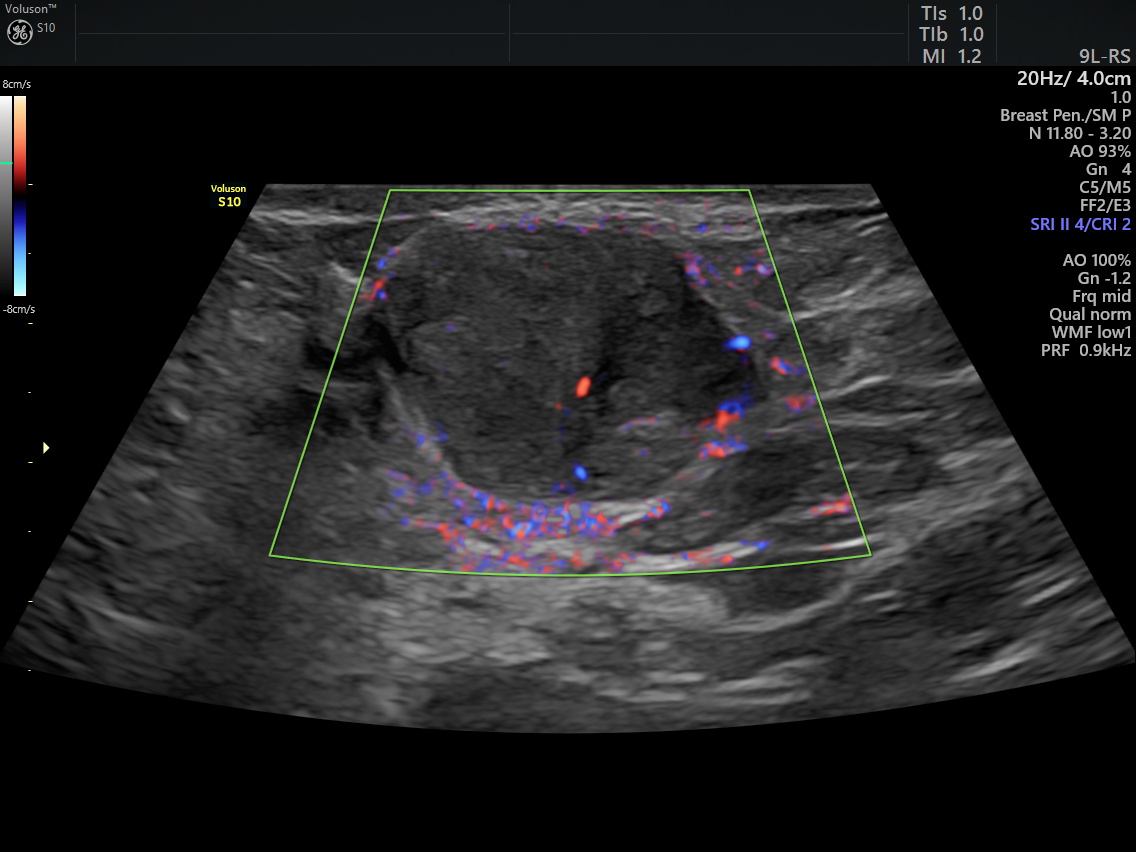 Voluson™
S10
TIs 1.0
TIb 1.0
MI 1.2
9L-RS
20Hz/ 4.0cm
1.0
Breast Pen./SM P
N 11.80 - 3.20
AO 93%
Gn 4
C5/M5
FF2/E3
SRI II 4/CRI 2
AO 100%
Gn -1.2
Frq mid
Qual norm
WMF low1
PRF 0.9kHz
8cm/s
-8cm/s
Voluson
S10